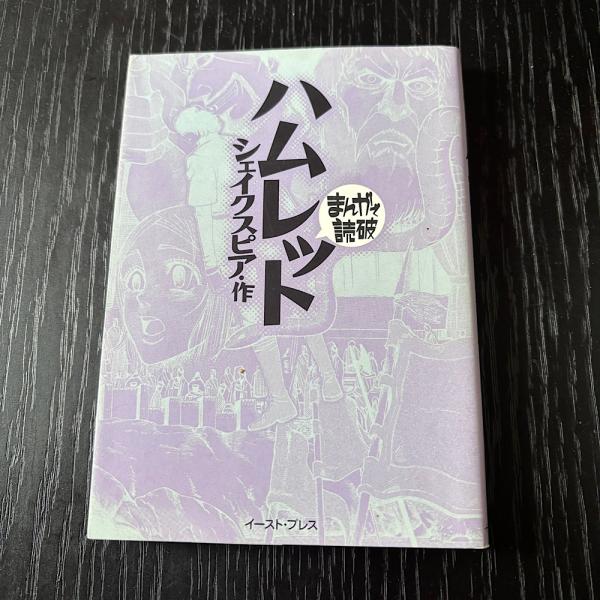 ハムレット
シェイクスピア・作
まんがで
読破
イースト・プレス